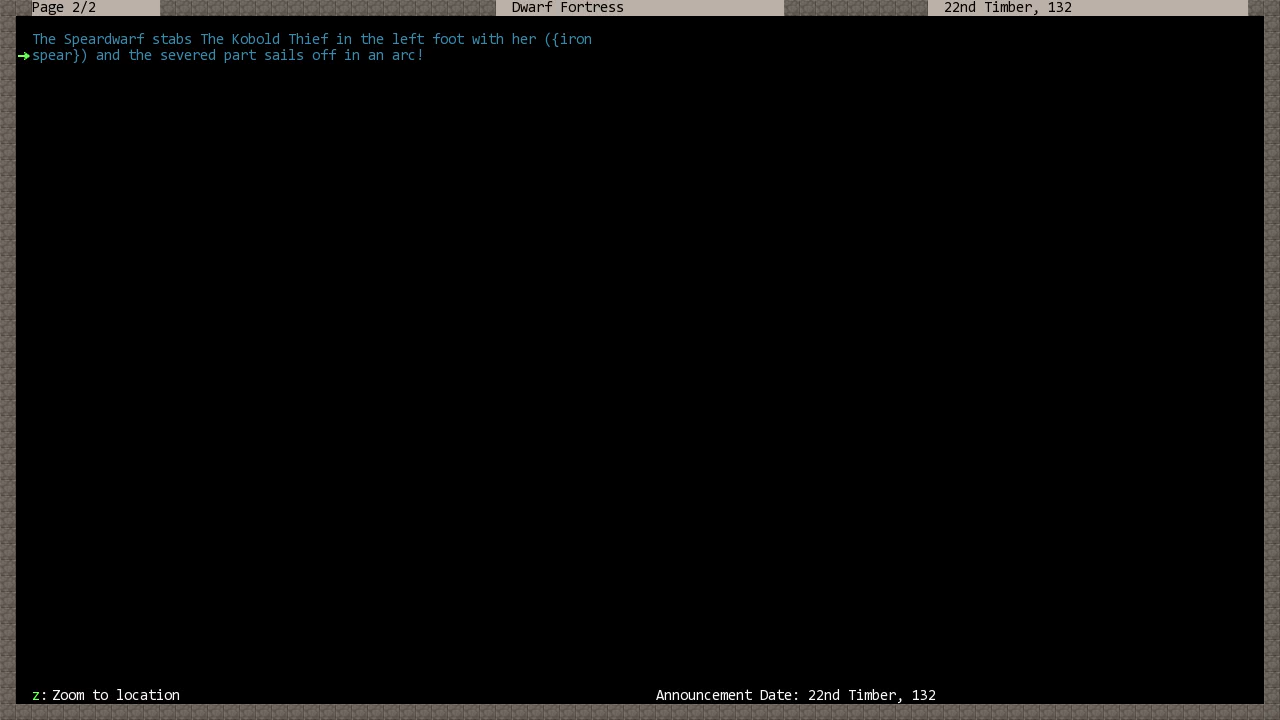 Page 2/2 Dwarf Fortress 22nd Timber, 132
The Speardwarf stabs The Kobold Thief in the left foot with her ({iron
spear}) and the severed part sails off in an arc!
z: Zoom to location Announcement Date: 22nd Timber, 132